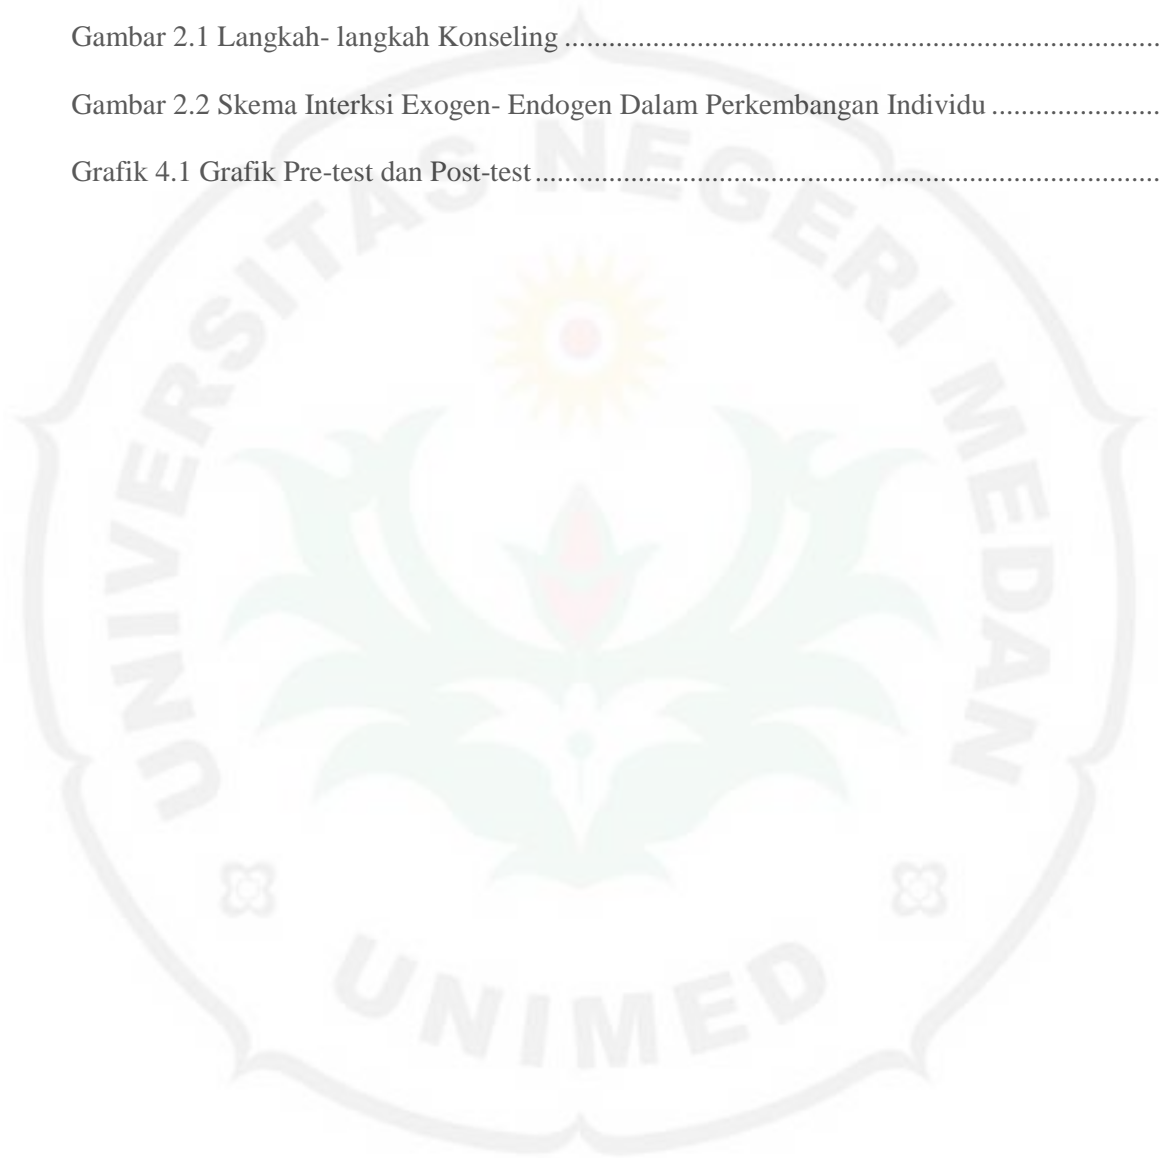 Gambar 2.1 Langkah- langkah Konseling ................................................................................
Gambar 2.2 Skema Interksi Exogen- Endogen Dalam Perkembangan Individu .......................
Grafik 4.1 Grafik Pre-test dan Post-test ....................................................................................
UNIVERSITAS NEGERI MEDAN
UNIMED